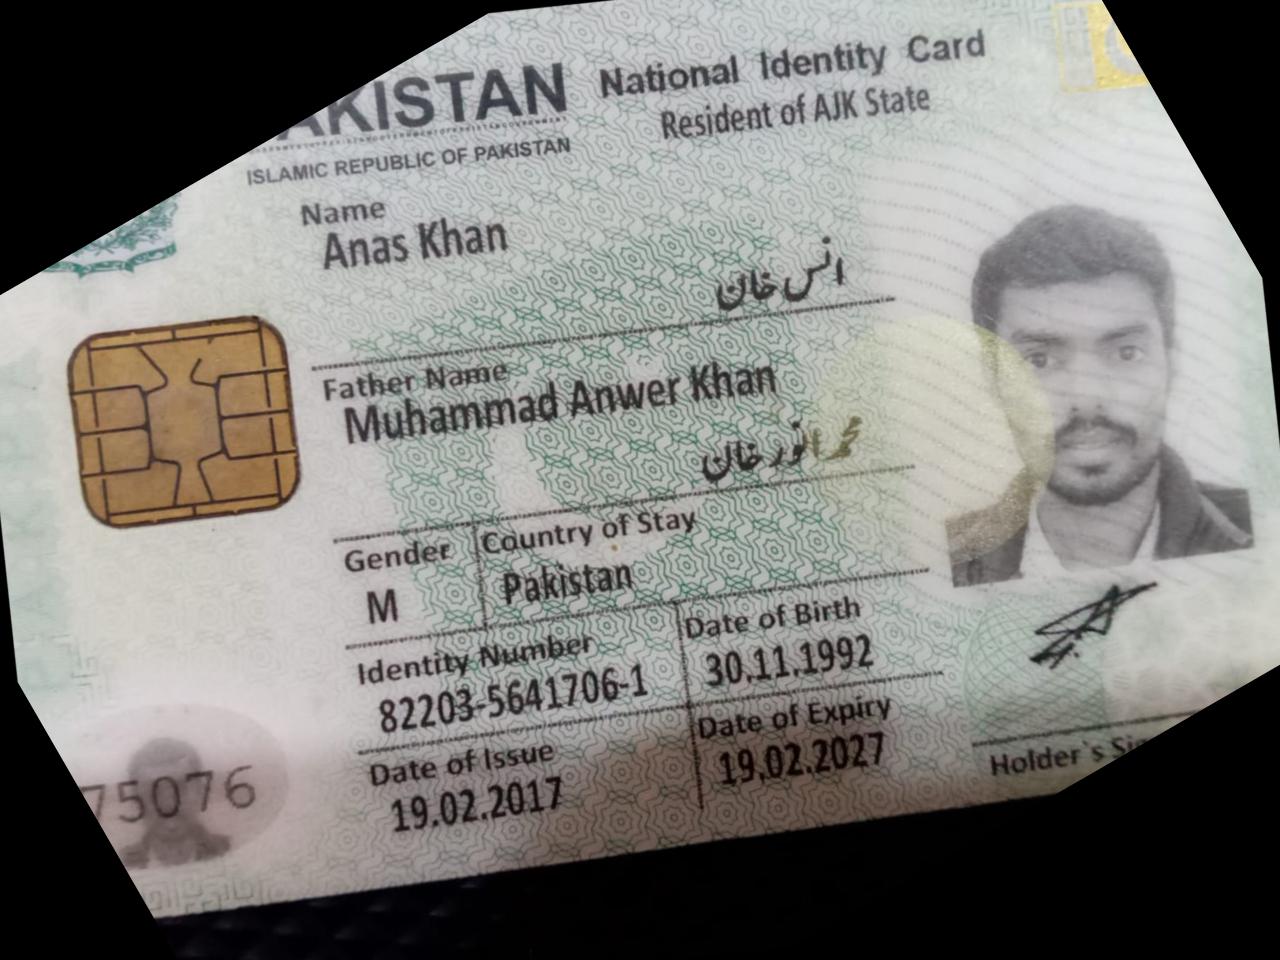 PAKISTAN National Identity Card
ISLAMIC REPUBLIC OF PAKISTAN Resident of AJK State
Name
Anas Khan
انس خان
Father Name
Muhammad Anwer Khan
محمد انور خان
Gender Country of Stay
M Pakistan
Identity Number Date of Birth
82203-5641706-1 30.11.1992
Date of Issue Date of Expiry
19.02.2017 19.02.2027
75076
Holder's